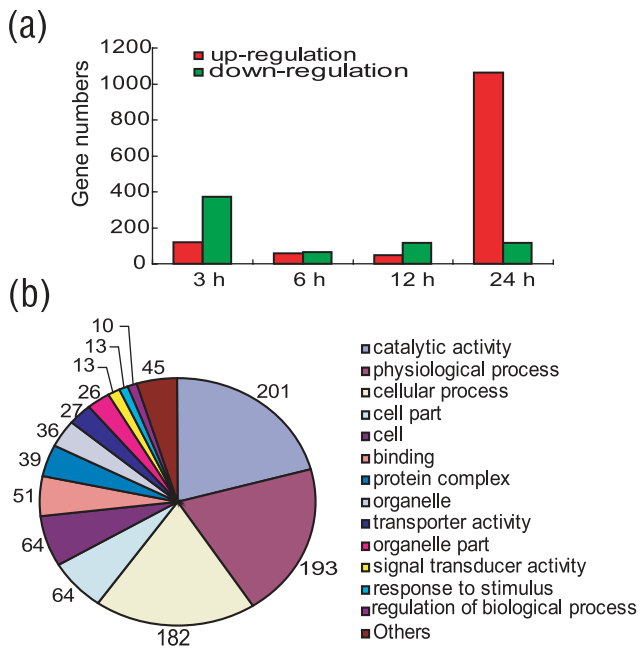 (a)
1200
1000
800
600
400
200
0
Gene numbers
up-regulation
down-regulation
3 h
6 h
12 h
24 h
(b)
10
13
13
26
27
36
39
51
64
64
182
193
201
45
catalytic activity
physiological process
cellular process
cell part
cell
binding
protein complex
organelle
transporter activity
organelle part
signal transducer activity
response to stimulus
regulation of biological process
Others